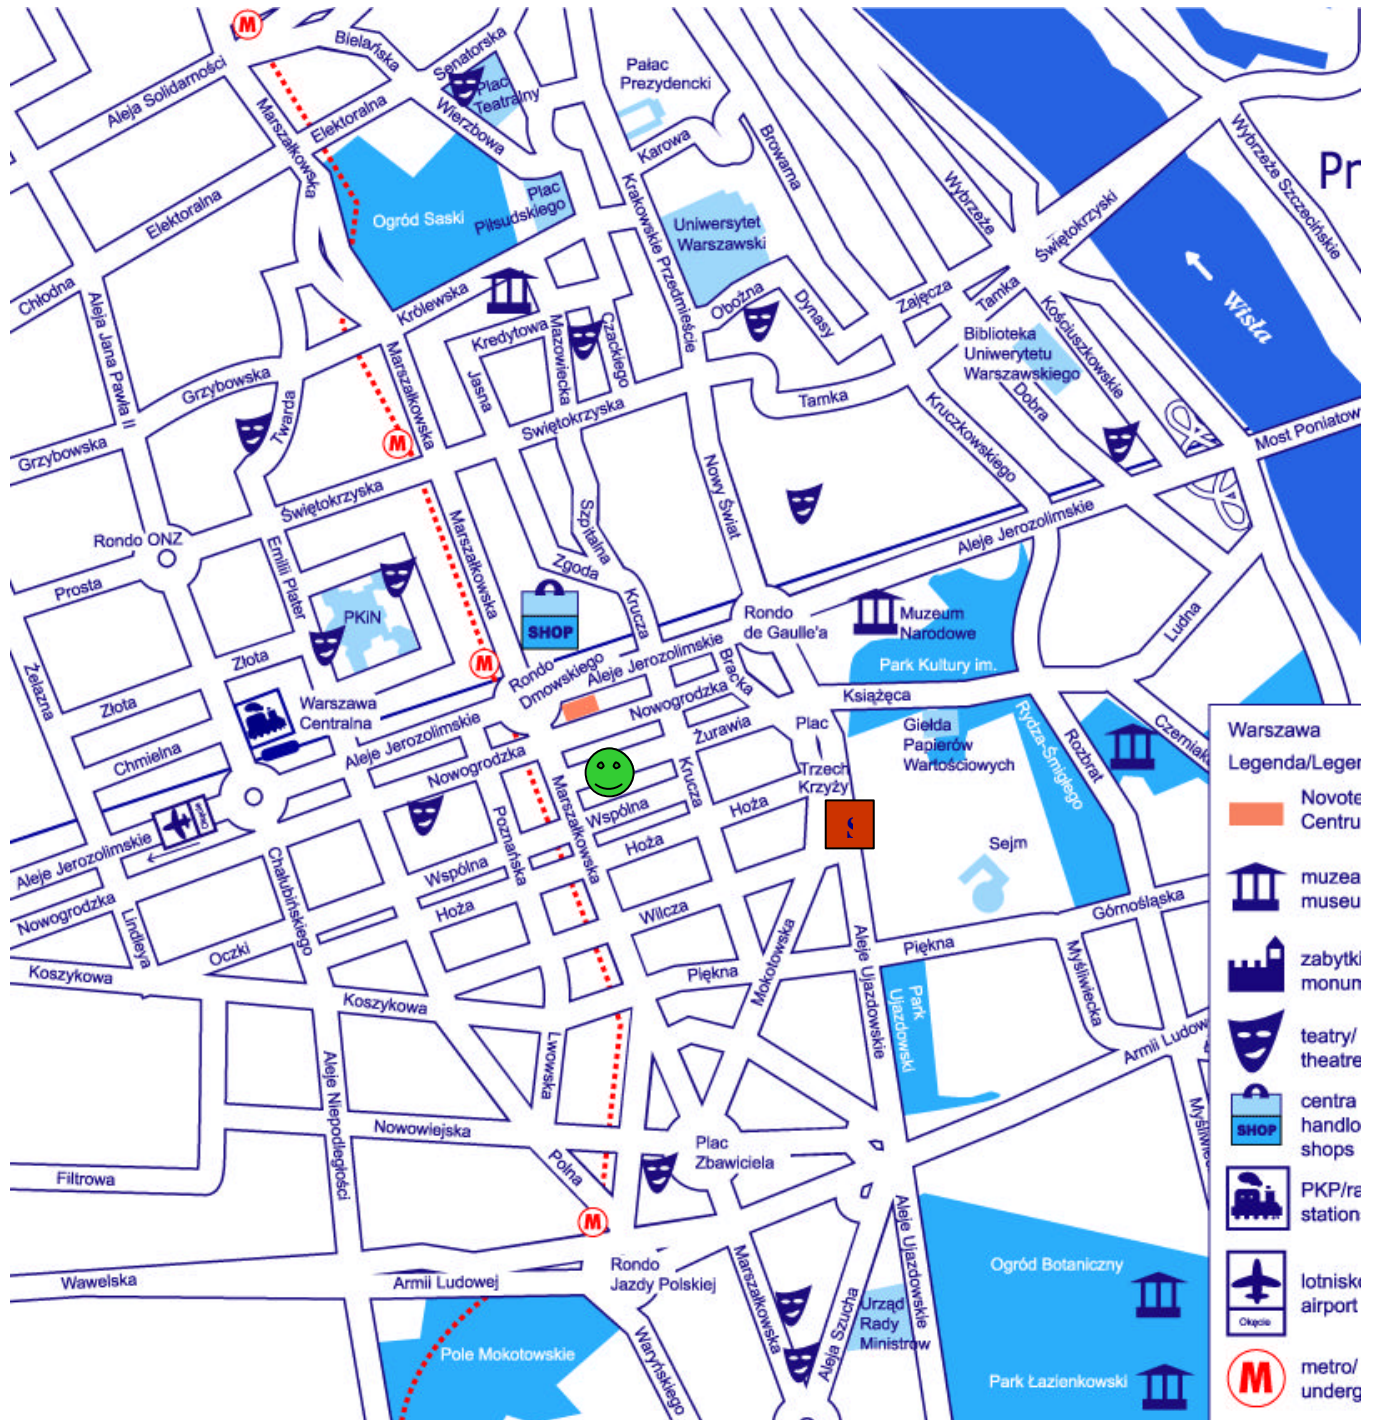 M
Bielańska
Senatorska
Pałac
Prezydencki
Aleja Solidarności
Plac
Teatralny
Elektoralna
Wierzbowa
Marszałkowska
Karowa
Browarna
Wybrzeże Szczecińskie
Pr
Elektoralna
Ogród Saski
Plac
Piłsudskiego
Krakowskie Przedmieście
Uniwersytet
Warszawski
Wybrzeże
Świętokrzyski
Chłodna
Aleja Jana Pawła II
Królewska
Kredytowa
Mazowiecka
Czackiego
Obożna
Dynasy
Zajęcza
Tamka
Kościuszkowskie
Wisła
Biblioteka
Uniwerytetu
Warszawskiego
Grzybowska
Twarda
Marszałkowska
Jasna
Świętokrzyska
Tamka
Kruczkowskiego
Dobra
Most Poniatow
Grzybowska
M
Świętokrzyska
Szpitalna
Nowy Świat
Aleje Jerozolimskie
Rondo ONZ
Emilii Plater
Marszałkowska
Zgoda
Prosta
PKiN
SHOP
Krucza
Rondo
de Gaulle'a
Muzeum
Narodowe
Park Kultury im.
Ludna
Żelazna
Złota
M
Rondo
Dmowskiego
Aleje Jerozolimskie
Bracka
Książęca
Rydza-Śmigłego
Rozbrat
Czerniak
Złota
Warszawa
Centralna
Nowogrodzka
Chmielna
Aleje Jerozolimskie
Żurawia
Plac
Trzech
Krzyży
Giełda
Papierów
Wartościowych
Nowogrodzka
Marszałkowska
Krucza
Wspólna
Hoża
S
Okęcie
Poznańska
Hoża
Sejm
Aleje Jerozolimskie
Chałubińskiego
Wspólna
Nowogrodzka
Lindleya
Hoża
Wilcza
Górnośląska
Oczki
Mokotowska
Aleje Ujazdowskie
Piękna
Myśliwiecka
Koszykowa
Koszykowa
Piękna
Park
Ujazdowski
Lwowska
Armii Ludow
Aleje Niepodległości
Nowowiejska
Plac
Zbawiciela
Myśliwie
Filtrowa
Polna
M
Aleje Ujazdowskie
Rondo
Jazdy Polskiej
Wawelska
Armii Ludowej
Marszałkowska
Aleja Szucha
Urząd
Rady
Ministrów
Ogród Botaniczny
Pole Mokotowskie
Waryńskiego
Park Łazienkowski
Warszawa
Legenda/Leger
Novote
Centru
muzea
museu
zabytki
monum
teatry/
theatre
SHOP
centra
handlo
shops
PKP/ra
station
Okęcie
lotnisko
airport
M
metro/
underg